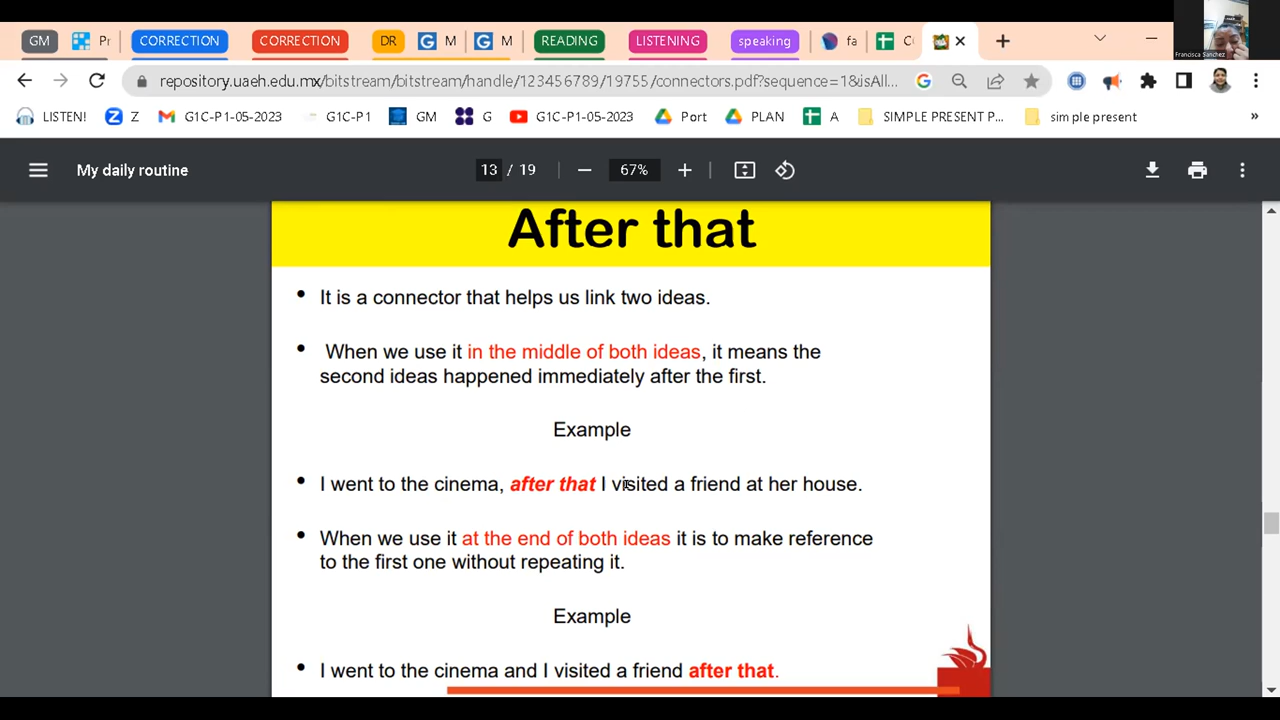 Francisca Sanchez
GM Pr CORRECTION CORRECTION DR M M READING LISTENING speaking fa C
repository.uaeh.edu.mx/bitstream/bitstream/handle/123456789/19755/connectors.pdf?sequence=1&isAll...
LISTEN! Z G1C-P1-05-2023 G1C-P1 GM G G1C-P1-05-2023 Port PLAN A SIMPLE PRESENT P... simple present »
My daily routine 13 / 19 67%
After that
• It is a connector that helps us link two ideas.
• When we use it in the middle of both ideas, it means the
second ideas happened immediately after the first.
Example
• I went to the cinema, after that I visited a friend at her house.
• When we use it at the end of both ideas it is to make reference
to the first one without repeating it.
Example
• I went to the cinema and I visited a friend after that.